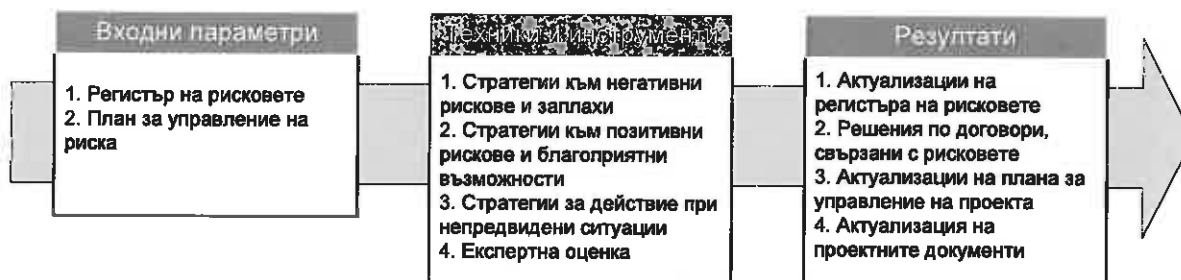 Входни параметри
1. Регистър на рисковете
2. План за управление на
риска
Техники и инструменти
1. Стратегии към негативни
рискове и заплахи
2. Стратегии към позитивни
рискове и благоприятни
възможности
3. Стратегии за действие при
непредвидени ситуации
4. Експертна оценка
Резултати
1. Актуализации на
регистъра на рисковете
2. Решения по договори,
свързани с рисковете
3. Актуализации на плана за
управление на проекта
4. Актуализация на
проектните документи